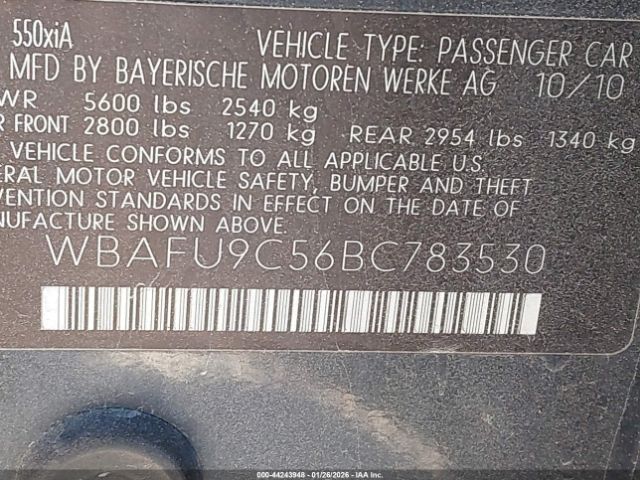 550xiA
VEHICLE TYPE: PASSENGER CAR
MFD BY BAYERISCHE MOTOREN WERKE AG 10/10
WR 5600 lbs 2540 kg
R FRONT 2800 lbs 1270 kg REAR 2954 lbs 1340 kg
VEHICLE CONFORMS TO ALL APPLICABLE U.S.
ERAL MOTOR VEHICLE SAFETY, BUMPER AND THEFT
VENTION STANDARDS IN EFFECT ON THE DATE OF
NUFACTURE SHOWN ABOVE.
WBAFU9C56BC783530
000-44243948 | 01/26/2026 | IAA Inc.